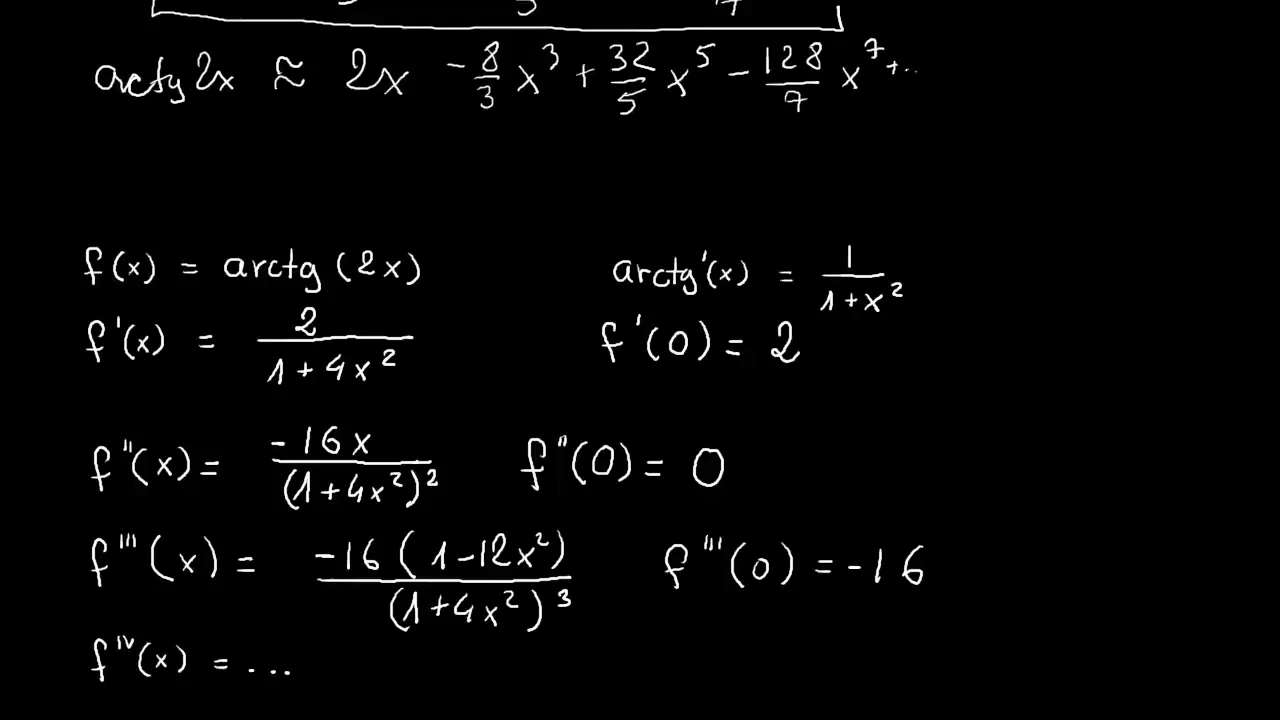 arctg 2x ≈ 2x - 8/3 x³ + 32/5 x⁵ - 128/7 x⁷ + ...
f(x) = arctg (2x) arctg'(x) = 1/(1+x²)
f'(x) = 2/(1+4x²) f'(0) = 2
f''(x) = -16x/(1+4x²)² f''(0) = 0
f'''(x) = -16(1-12x²)/(1+4x²)³ f'''(0) = -16
f^IV(x) = ...